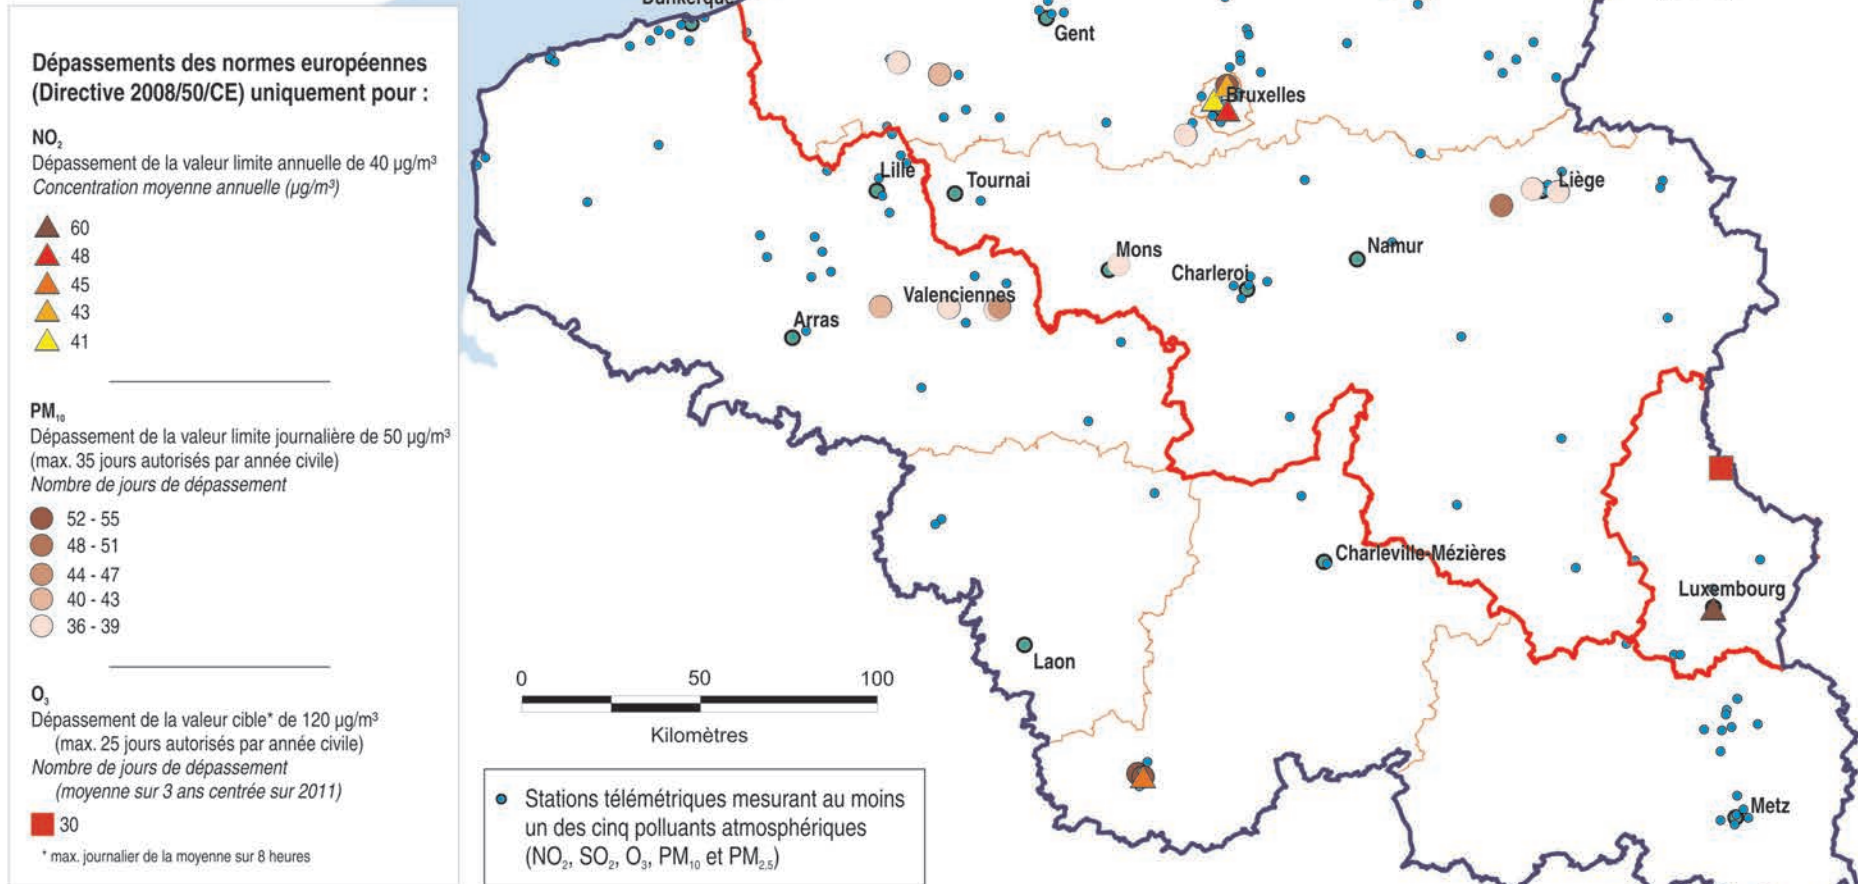 Dépassements des normes européennes
(Directive 2008/50/CE) uniquement pour :
NO₂
Dépassement de la valeur limite annuelle de 40 µg/m³
Concentration moyenne annuelle (µg/m³)
60
48
45
43
41
PM₁₀
Dépassement de la valeur limite journalière de 50 µg/m³
(max. 35 jours autorisés par année civile)
Nombre de jours de dépassement
52 - 55
48 - 51
44 - 47
40 - 43
36 - 39
O₃
Dépassement de la valeur cible* de 120 µg/m³
(max. 25 jours autorisés par année civile)
Nombre de jours de dépassement
(moyenne sur 3 ans centrée sur 2011)
30
* max. journalier de la moyenne sur 8 heures
Dunkerque
Gent
Bruxelles
Lille
Tournai
Liège
Mons
Namur
Charleroi
Valenciennes
Arras
Charleville-Mézières
Luxembourg
Laon
Metz
0 50 100
Kilomètres
Stations télémétriques mesurant au moins
un des cinq polluants atmosphériques
(NO₂, SO₂, O₃, PM₁₀ et PM₂,₅)